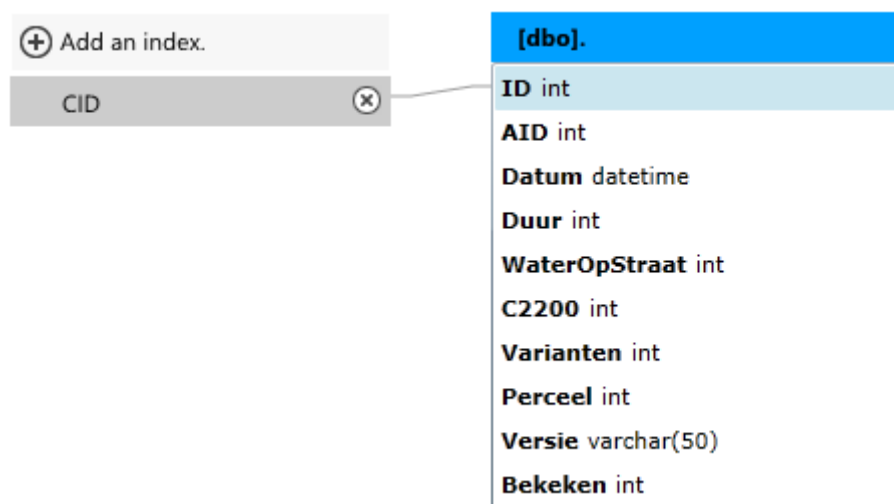 Add an index.
CID
[dbo].
ID int
AID int
Datum datetime
Duur int
WaterOpStraat int
C2200 int
Varianten int
Perceel int
Versie varchar(50)
Bekeken int